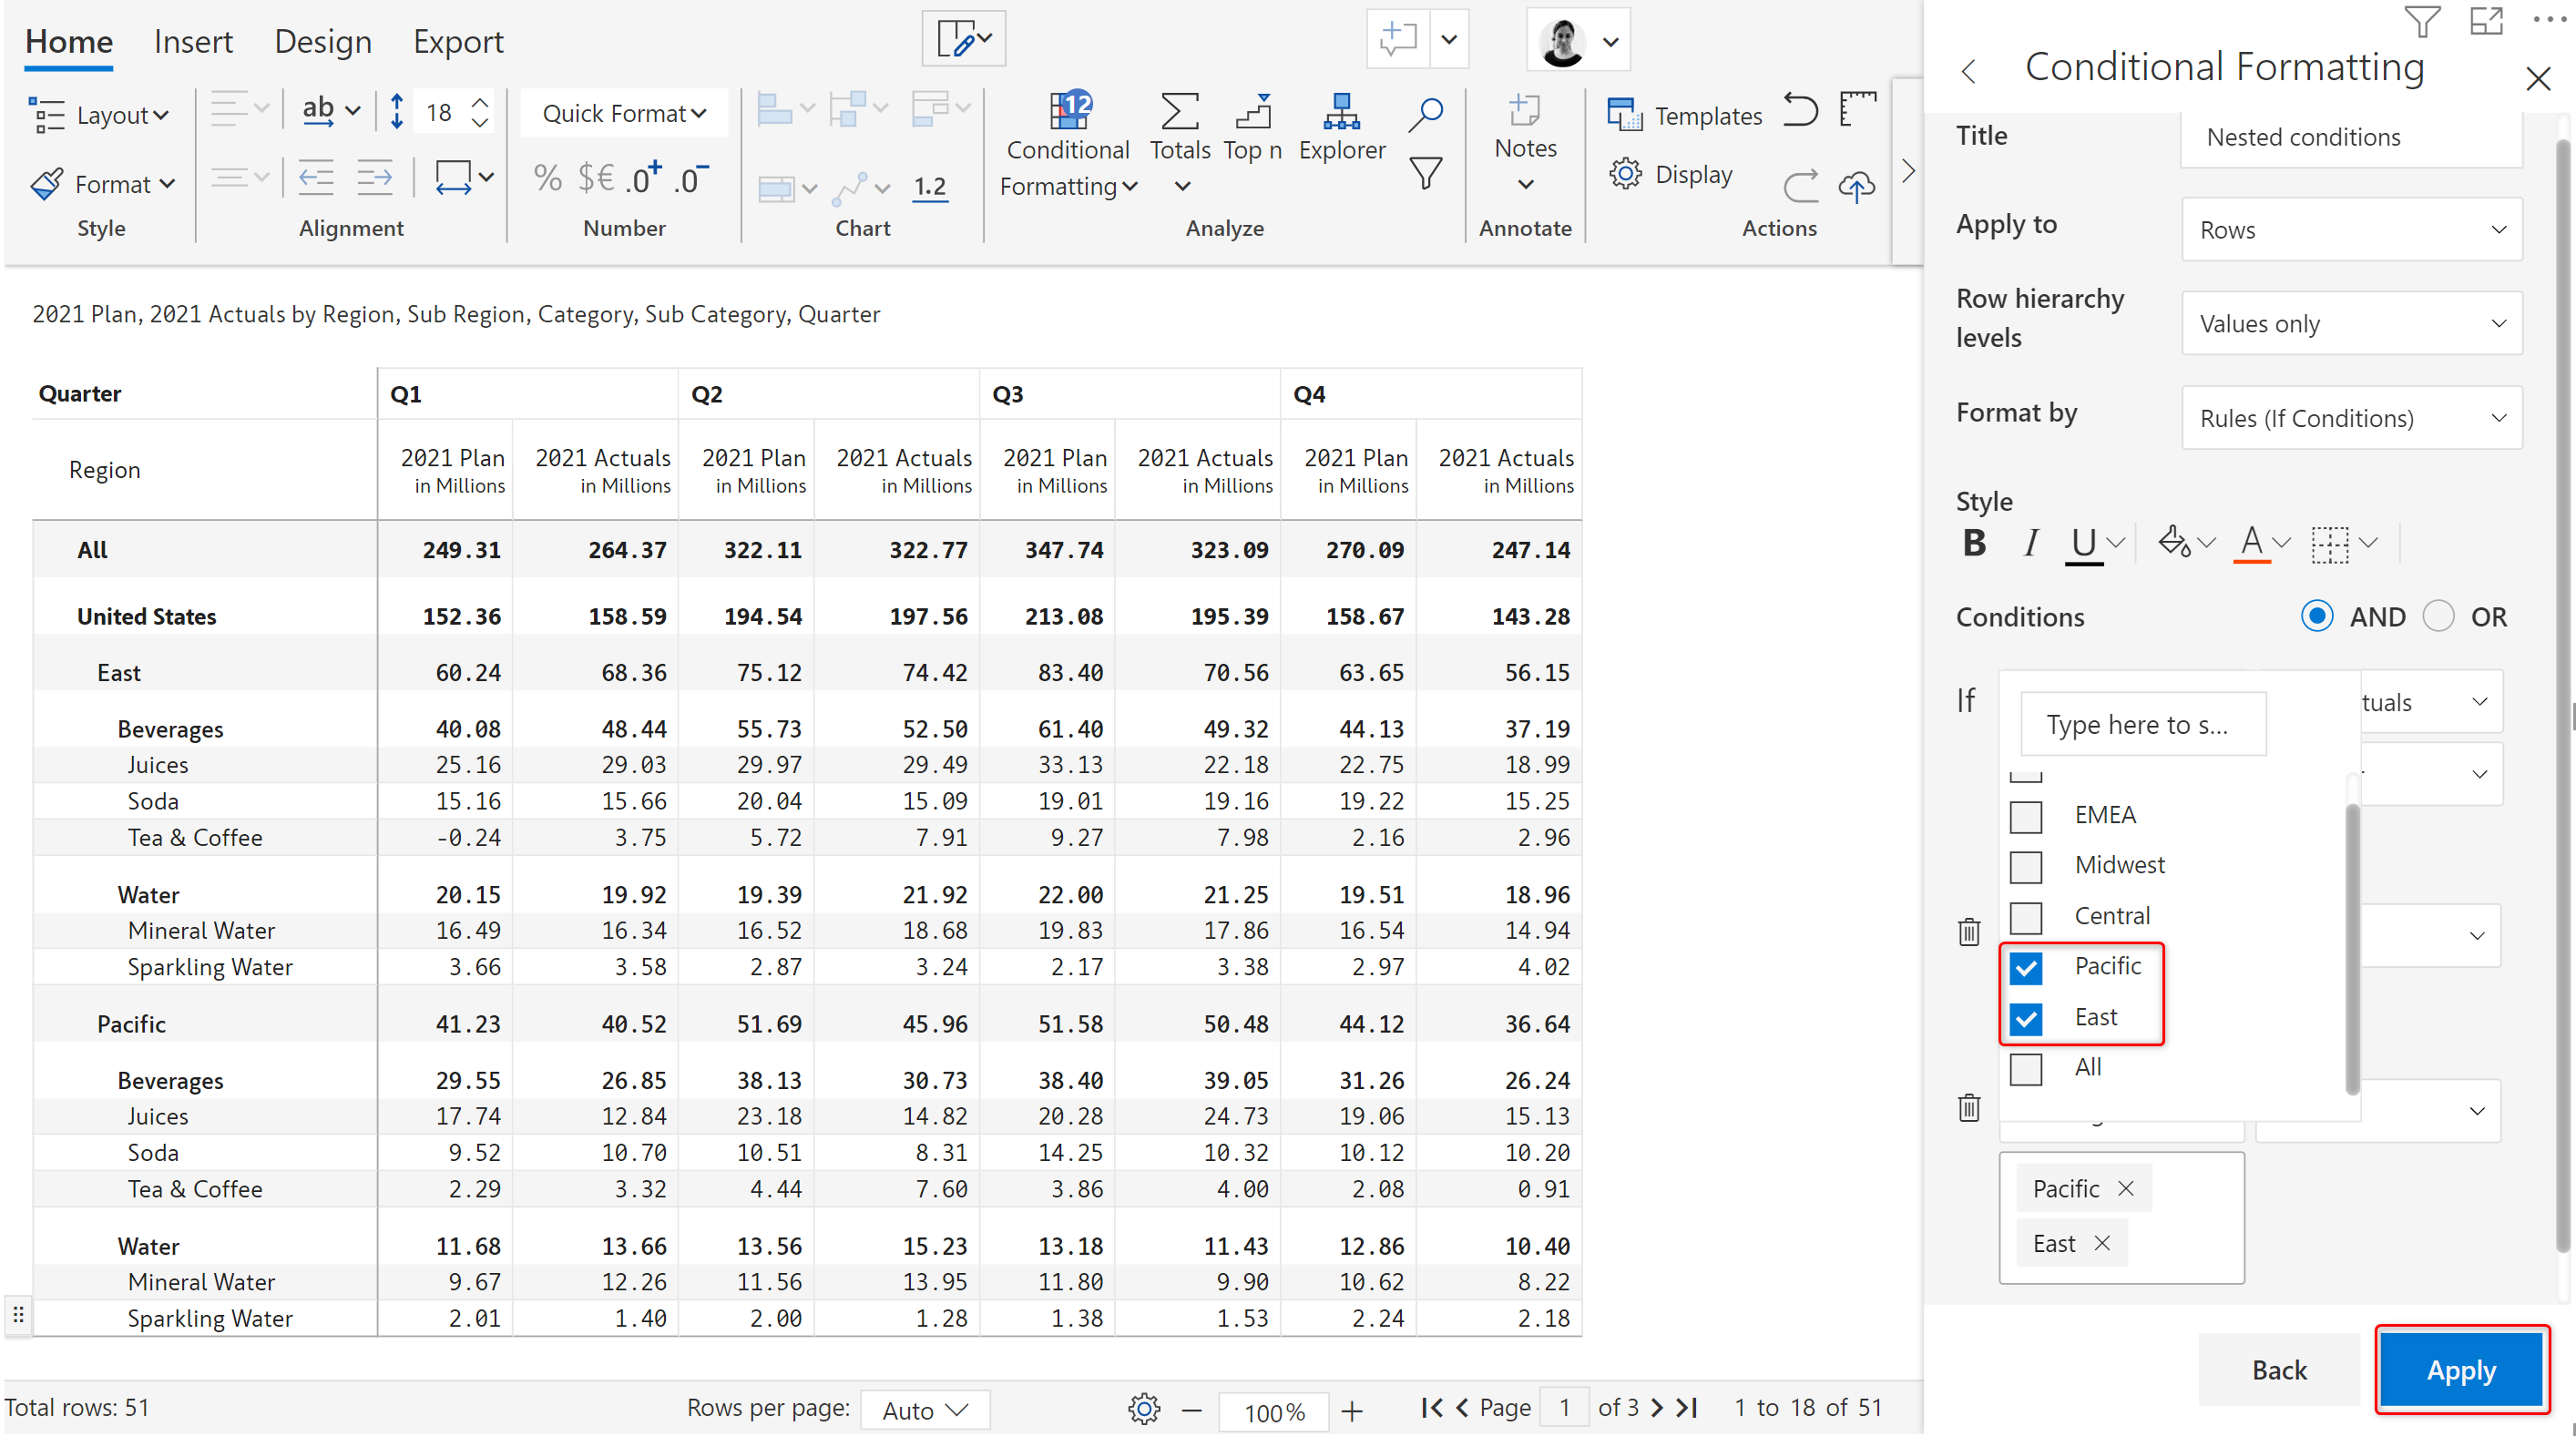 Home Insert Design Export
Layout ab 18 Quick Format
Format % $€ .0+ .0- 1.2
12 Conditional Formatting Totals Top n Explorer Notes Templates
Display
Style Alignment Number Chart Analyze Annotate Actions
2021 Plan, 2021 Actuals by Region, Sub Region, Category, Sub Category, Quarter
Quarter Q1 Q2 Q3 Q4
Region 2021 Plan 2021 Actuals 2021 Plan 2021 Actuals 2021 Plan 2021 Actuals 2021 Plan 2021 Actuals
in Millions in Millions in Millions in Millions in Millions in Millions in Millions in Millions
All 249.31 264.37 322.11 322.77 347.74 323.09 270.09 247.14
United States 152.36 158.59 194.54 197.56 213.08 195.39 158.67 143.28
East 60.24 68.36 75.12 74.42 83.40 70.56 63.65 56.15
Beverages 40.08 48.44 55.73 52.50 61.40 49.32 44.13 37.19
Juices 25.16 29.03 29.97 29.49 33.13 22.18 22.75 18.99
Soda 15.16 15.66 20.04 15.09 19.01 19.16 19.22 15.25
Tea & Coffee -0.24 3.75 5.72 7.91 9.27 7.98 2.16 2.96
Water 20.15 19.92 19.39 21.92 22.00 21.25 19.51 18.96
Mineral Water 16.49 16.34 16.52 18.68 19.83 17.86 16.54 14.94
Sparkling Water 3.66 3.58 2.87 3.24 2.17 3.38 2.97 4.02
Pacific 41.23 40.52 51.69 45.96 51.58 50.48 44.12 36.64
Beverages 29.55 26.85 38.13 30.73 38.40 39.05 31.26 26.24
Juices 17.74 12.84 23.18 14.82 20.28 24.73 19.06 15.13
Soda 9.52 10.70 10.51 8.31 14.25 10.32 10.12 10.20
Tea & Coffee 2.29 3.32 4.44 7.60 3.86 4.00 2.08 0.91
Water 11.68 13.66 13.56 15.23 13.18 11.43 12.86 10.40
Mineral Water 9.67 12.26 11.56 13.95 11.80 9.90 10.62 8.22
Sparkling Water 2.01 1.40 2.00 1.28 1.38 1.53 2.24 2.18
Total rows: 51 Rows per page: Auto 100% Page 1 of 3 1 to 18 of 51
Conditional Formatting
Title Nested conditions
Apply to Rows
Row hierarchy
levels Values only
Format by Rules (If Conditions)
Style
B I U A
Conditions AND OR
If tuals
Type here to s...
EMEA
Midwest
Central
Pacific
East
All
Pacific
East
Back Apply